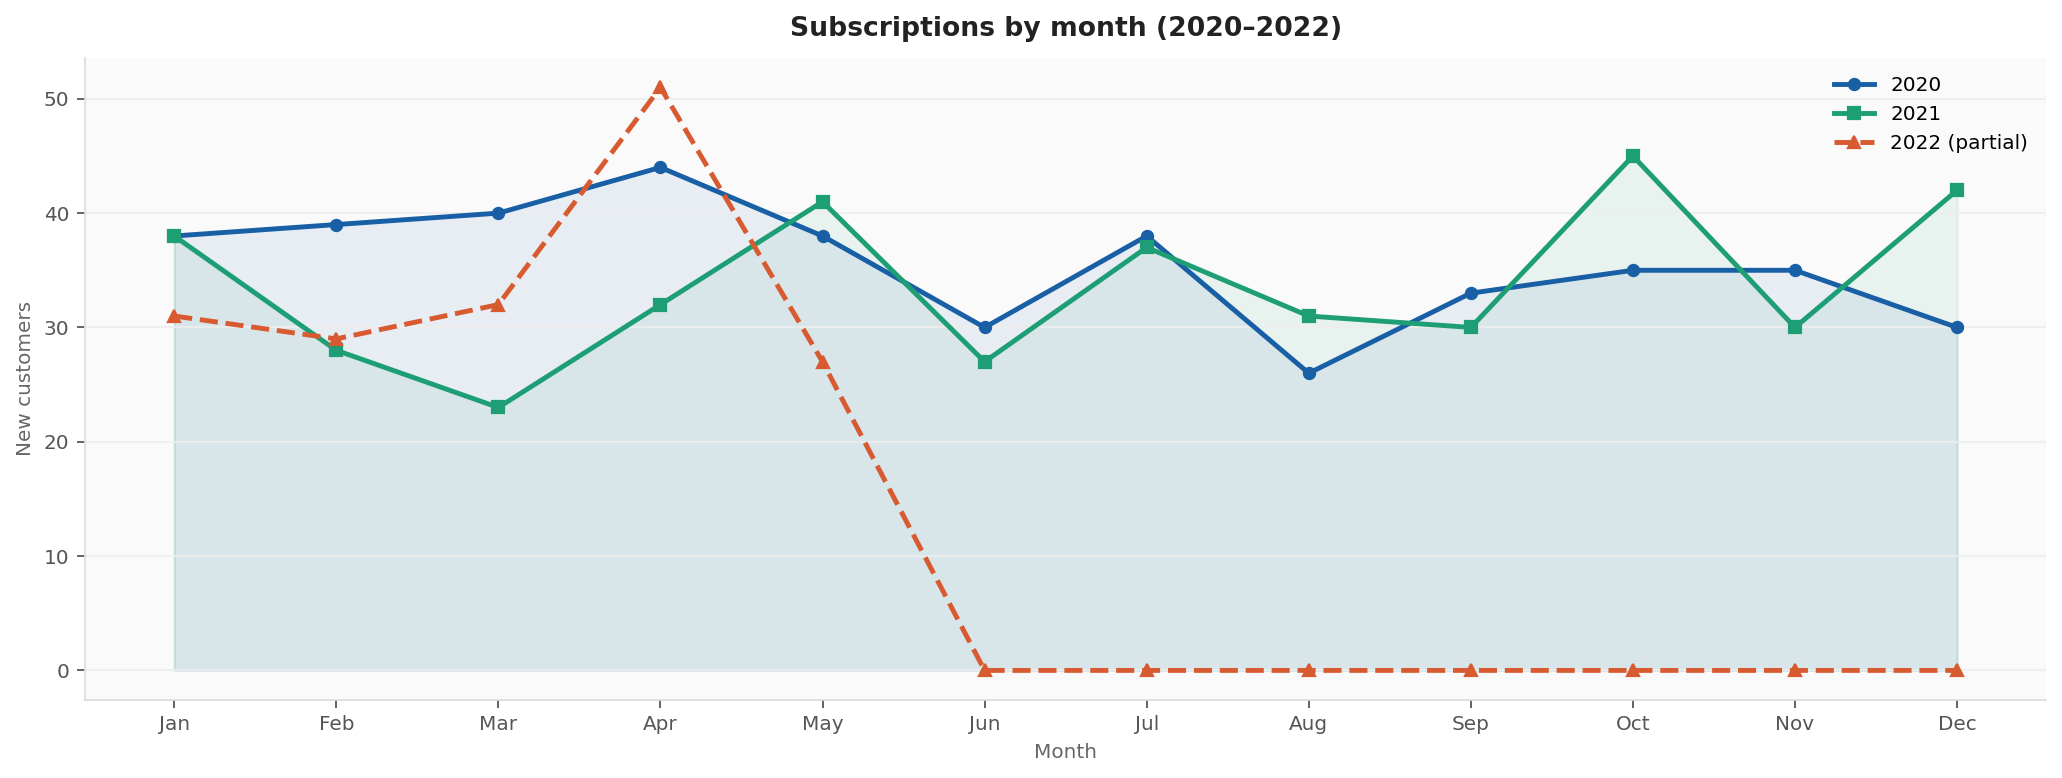 Subscriptions by month (2020–2022)
2020
2021
2022 (partial)
New customers
50
40
30
20
10
0
Jan Feb Mar Apr May Jun Jul Aug Sep Oct Nov Dec
Month